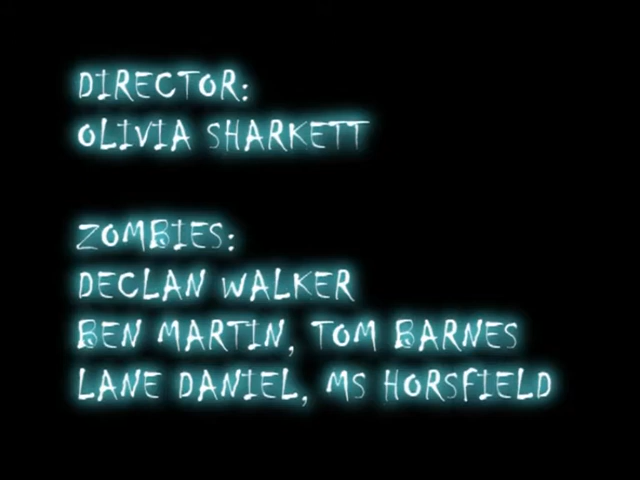 DIRECTOR:
OLIVIA SHARKETT
ZOMBIES:
DECLAN WALKER
BEN MARTIN, TOM BARNES
LANE DANIEL, MS HORSFIELD